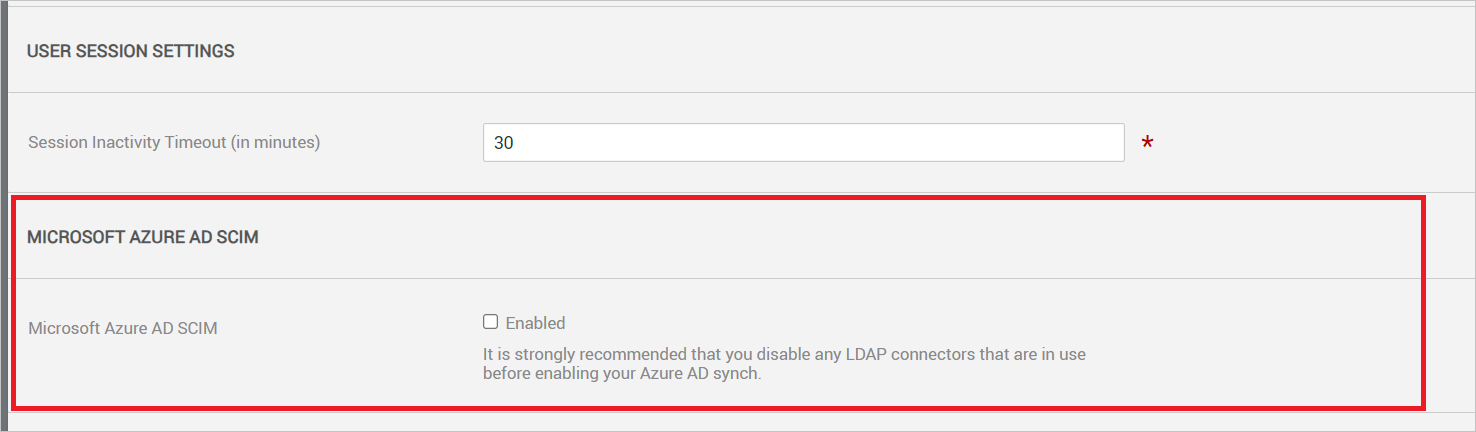 USER SESSION SETTINGS
Session Inactivity Timeout (in minutes)
30 *
MICROSOFT AZURE AD SCIM
Microsoft Azure AD SCIM
Enabled
It is strongly recommended that you disable any LDAP connectors that are in use
before enabling your Azure AD synch.